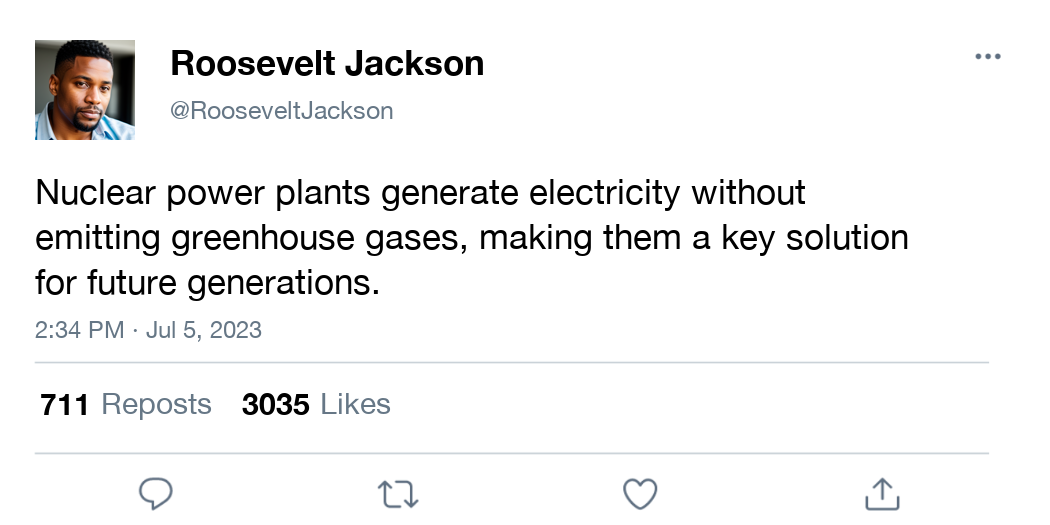 Roosevelt Jackson
@RooseveltJackson
Nuclear power plants generate electricity without
emitting greenhouse gases, making them a key solution
for future generations.
2:34 PM · Jul 5, 2023
711 Reposts 3035 Likes